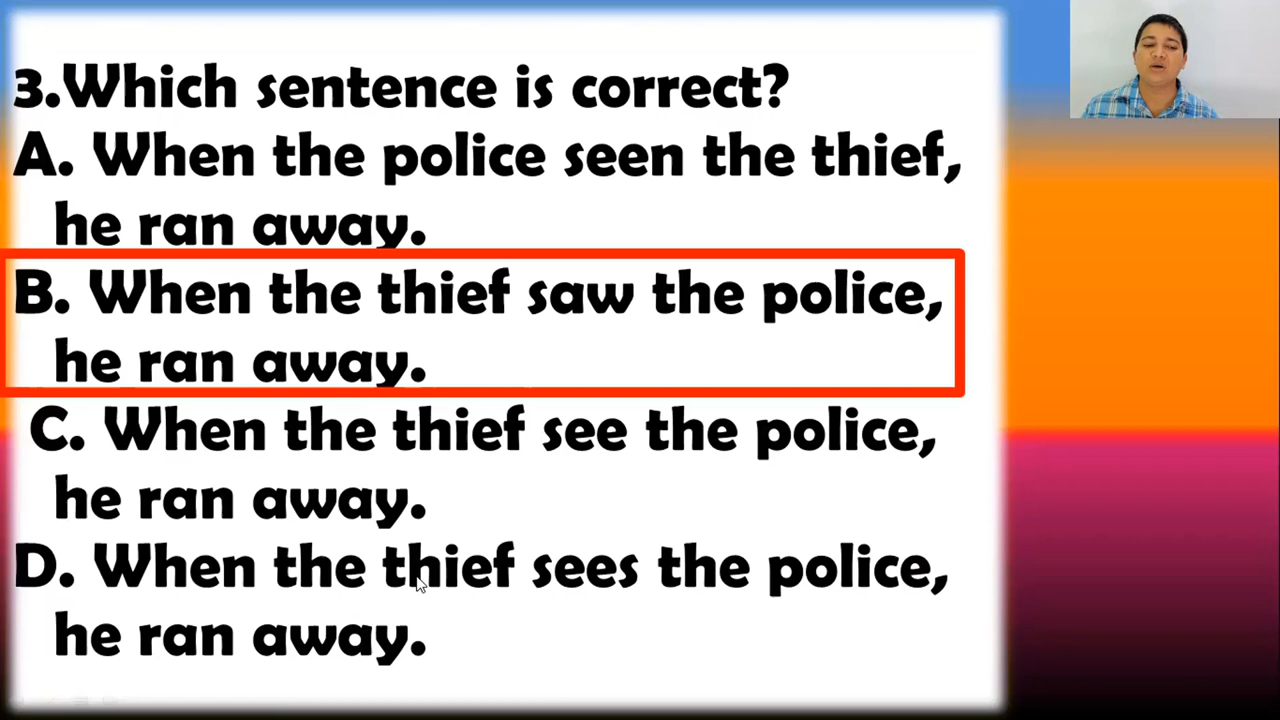 3.Which sentence is correct?
A. When the police seen the thief,
he ran away.
B. When the thief saw the police,
he ran away.
C. When the thief see the police,
he ran away.
D. When the thief sees the police,
he ran away.